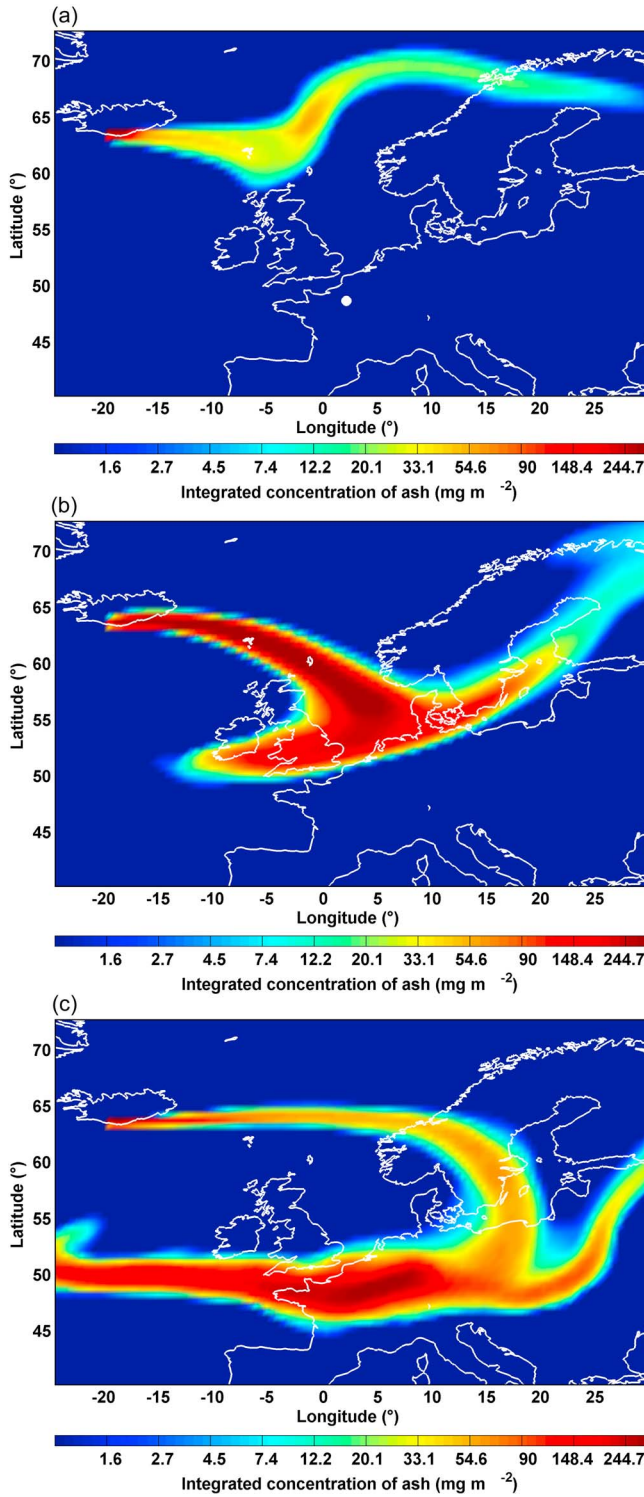 (a)
70
65
60
55
50
45
Latitude (°)
-20 -15 -10 -5 0 5 10 15 20 25
Longitude (°)
1.6 2.7 4.5 7.4 12.2 20.1 33.1 54.6 90 148.4 244.7
Integrated concentration of ash (mg m -2)
(b)
70
65
60
55
50
45
Latitude (°)
-20 -15 -10 -5 0 5 10 15 20 25
Longitude (°)
1.6 2.7 4.5 7.4 12.2 20.1 33.1 54.6 90 148.4 244.7
Integrated concentration of ash (mg m -2)
(c)
70
65
60
55
50
45
Latitude (°)
-20 -15 -10 -5 0 5 10 15 20 25
Longitude (°)
1.6 2.7 4.5 7.4 12.2 20.1 33.1 54.6 90 148.4 244.7
Integrated concentration of ash (mg m -2)